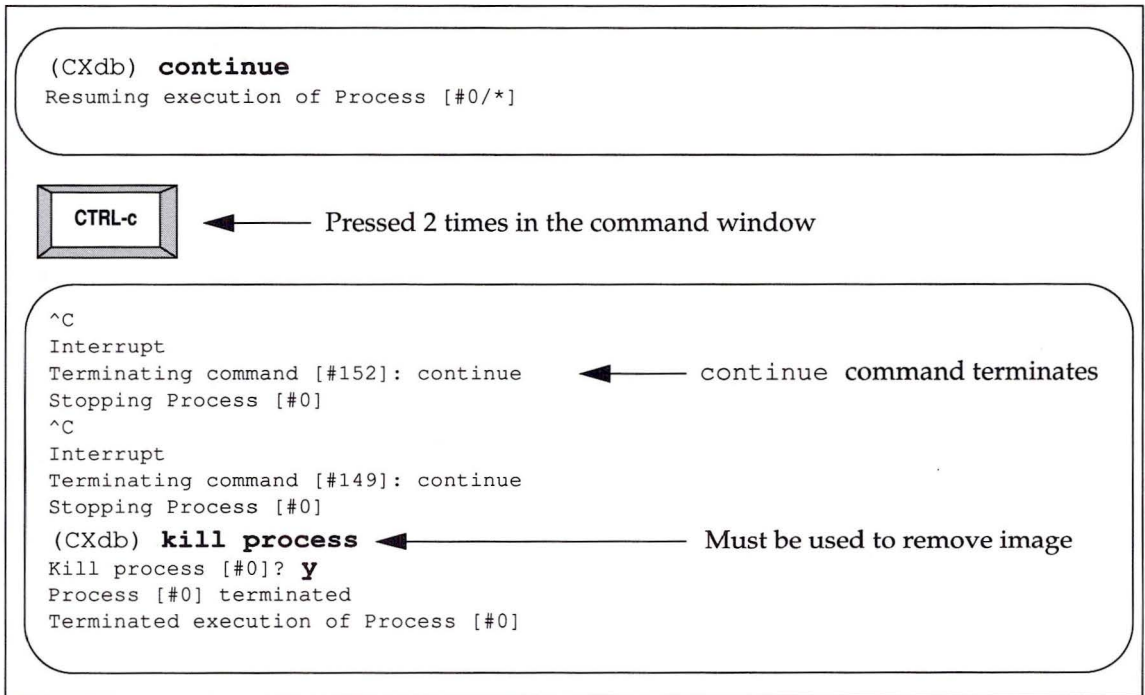 (CXdb) continue
Resuming execution of Process [#0/*]
CTRL-c
Pressed 2 times in the command window
^C
Interrupt
Terminating command [#152]: continue
continue command terminates
Stopping Process [#0]
^C
Interrupt
Terminating command [#149]: continue
Stopping Process [#0]
(CXdb) kill process
Must be used to remove image
Kill process [#0]? y
Process [#0] terminated
Terminated execution of Process [#0]